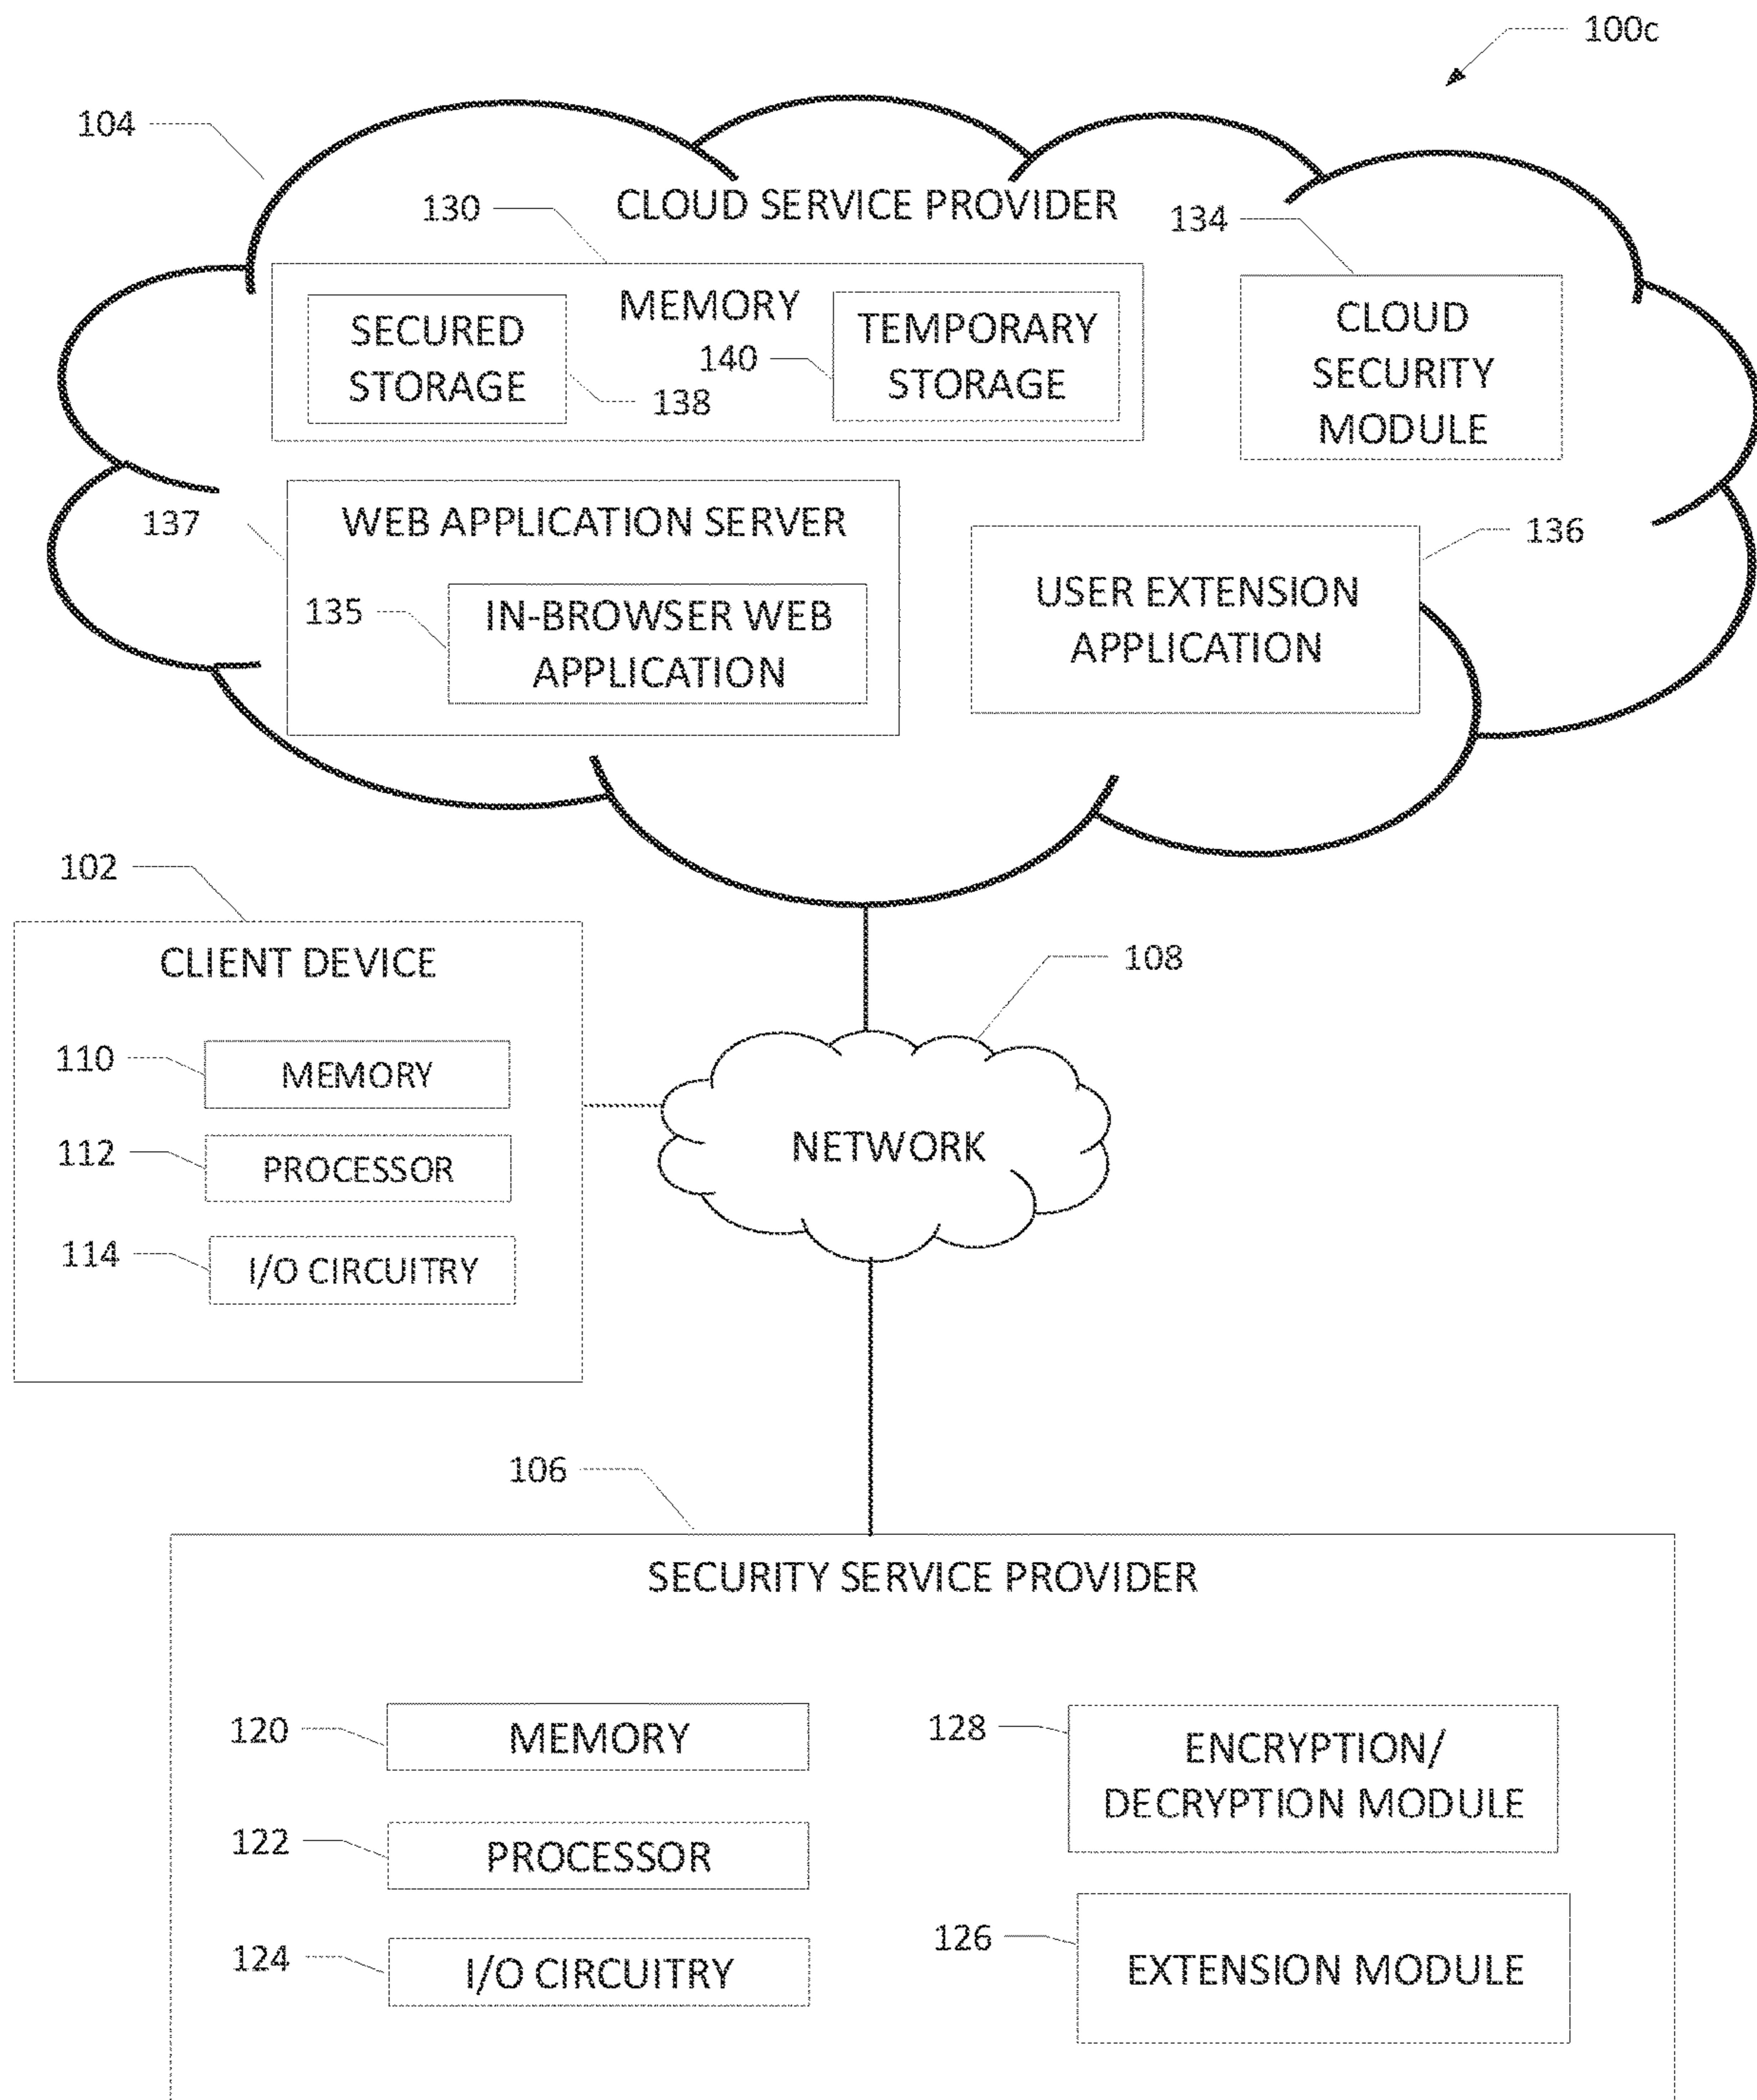 100c
104
CLOUD SERVICE PROVIDER
130
134
MEMORY
SECURED
STORAGE
138
140
TEMPORARY
STORAGE
CLOUD
SECURITY
MODULE
137
WEB APPLICATION SERVER
135
IN-BROWSER WEB
APPLICATION
136
USER EXTENSION
APPLICATION
102
CLIENT DEVICE
110
MEMORY
112
PROCESSOR
114
I/O CIRCUITRY
108
NETWORK
106
SECURITY SERVICE PROVIDER
120
MEMORY
122
PROCESSOR
124
I/O CIRCUITRY
128
ENCRYPTION/
DECRYPTION MODULE
126
EXTENSION MODULE